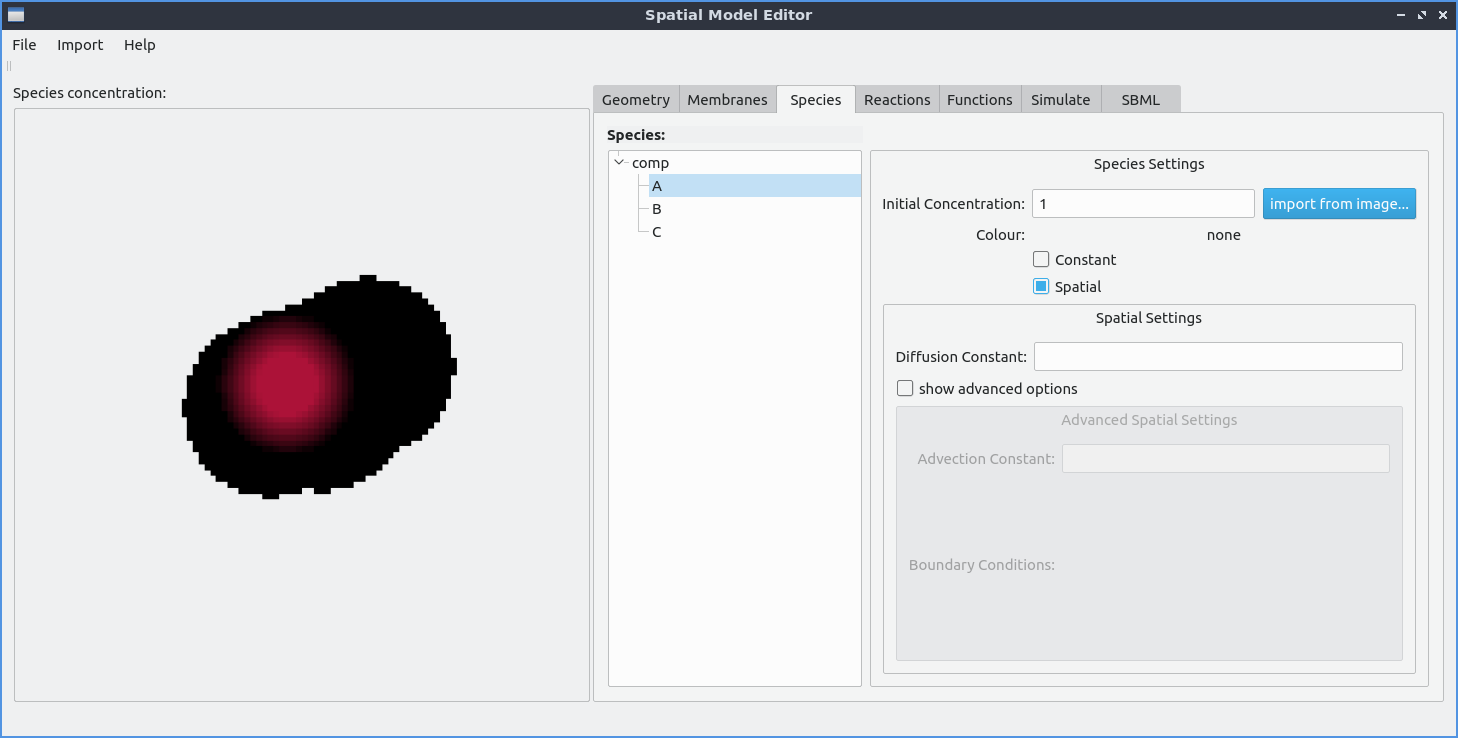 Spatial Model Editor
File Import Help
Species concentration:
Geometry Membranes Species Reactions Functions Simulate SBML
Species:
comp
A
B
C
Species Settings
Initial Concentration: 1 import from image...
Colour: none
Constant
Spatial
Spatial Settings
Diffusion Constant:
show advanced options
Advanced Spatial Settings
Advection Constant:
Boundary Conditions: